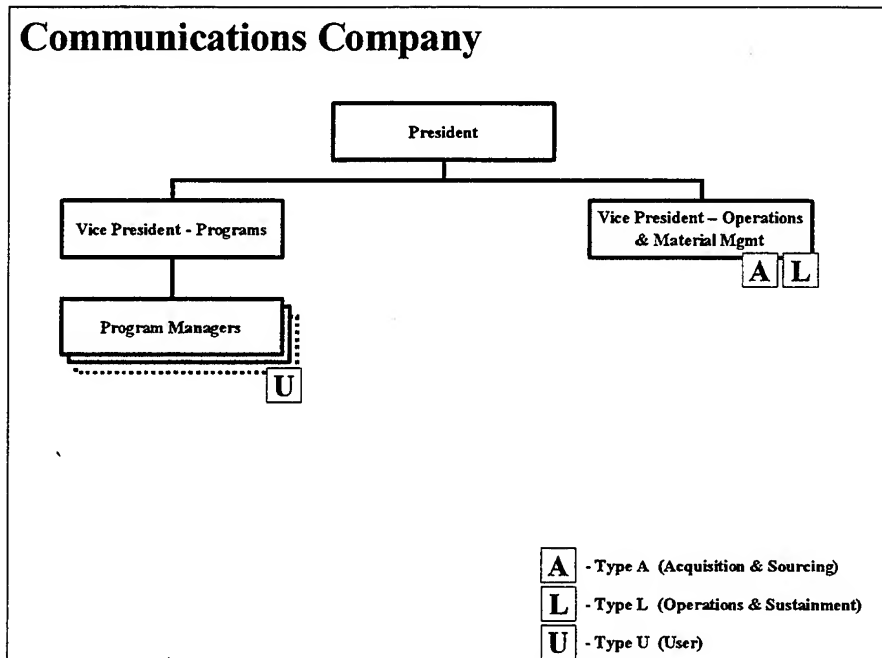 Communications Company
President
Vice President - Programs
Vice President – Operations
& Material Mgmt
A L
Program Managers
U
A - Type A (Acquisition & Sourcing)
L - Type L (Operations & Sustainment)
U - Type U (User)